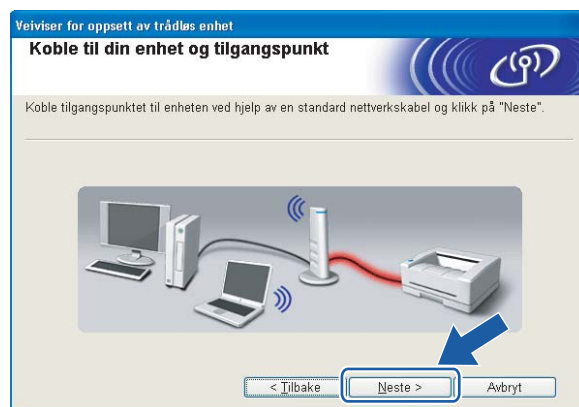 Veiviser for oppsett av trådløs enhet
Koble til din enhet og tilgangspunkt
Koble tilgangspunktet til enheten ved hjelp av en standard nettverkskabel og klikk på "Neste".
< Tilbake
Neste >
Avbryt